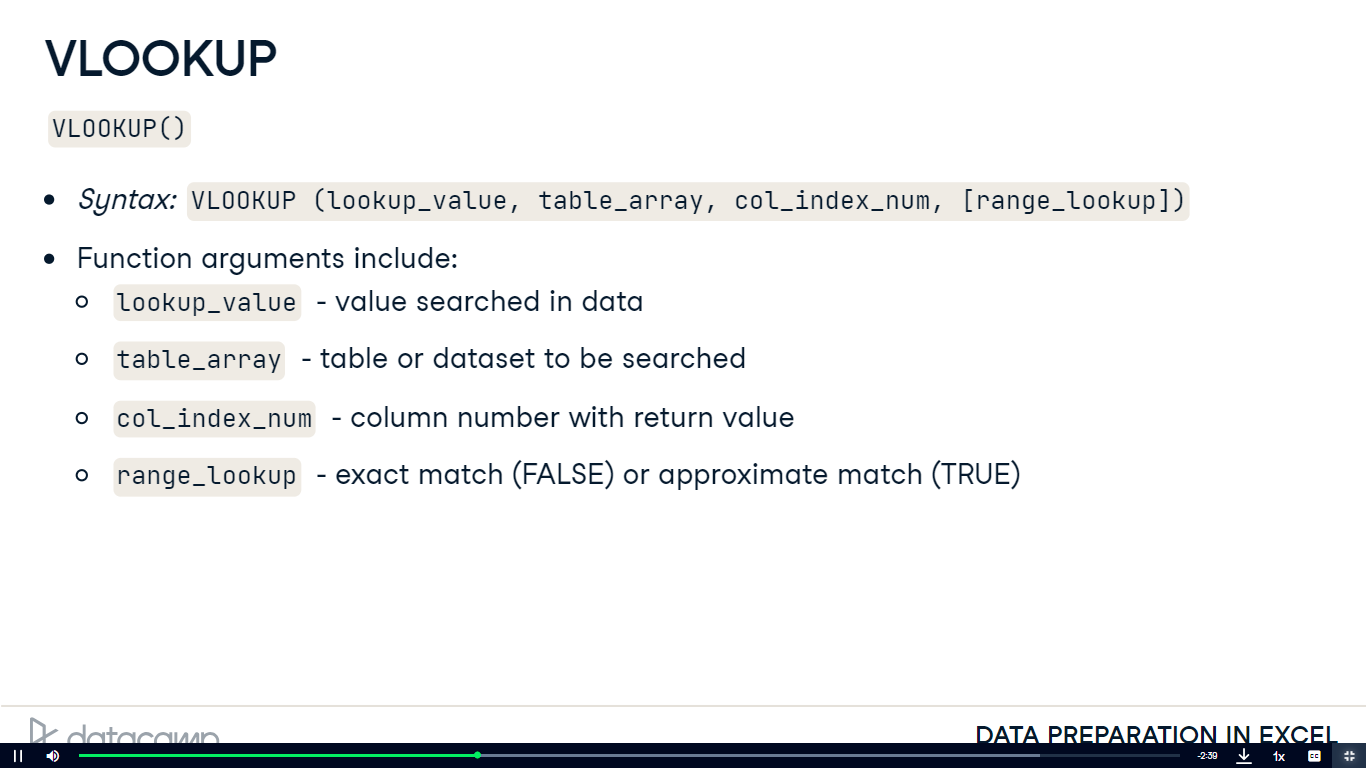 VLOOKUP
VLOOKUP()
Syntax: VLOOKUP (lookup_value, table_array, col_index_num, [range_lookup])
Function arguments include:
lookup_value - value searched in data
table_array - table or dataset to be searched
col_index_num - column number with return value
range_lookup - exact match (FALSE) or approximate match (TRUE)
datacamp
DATA PREPARATION IN EXCEL
-2:39
1x
CC